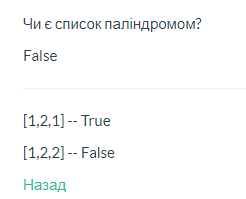 Чи є список паліндромом?
False
[1,2,1] -- True
[1,2,2] -- False
Назад